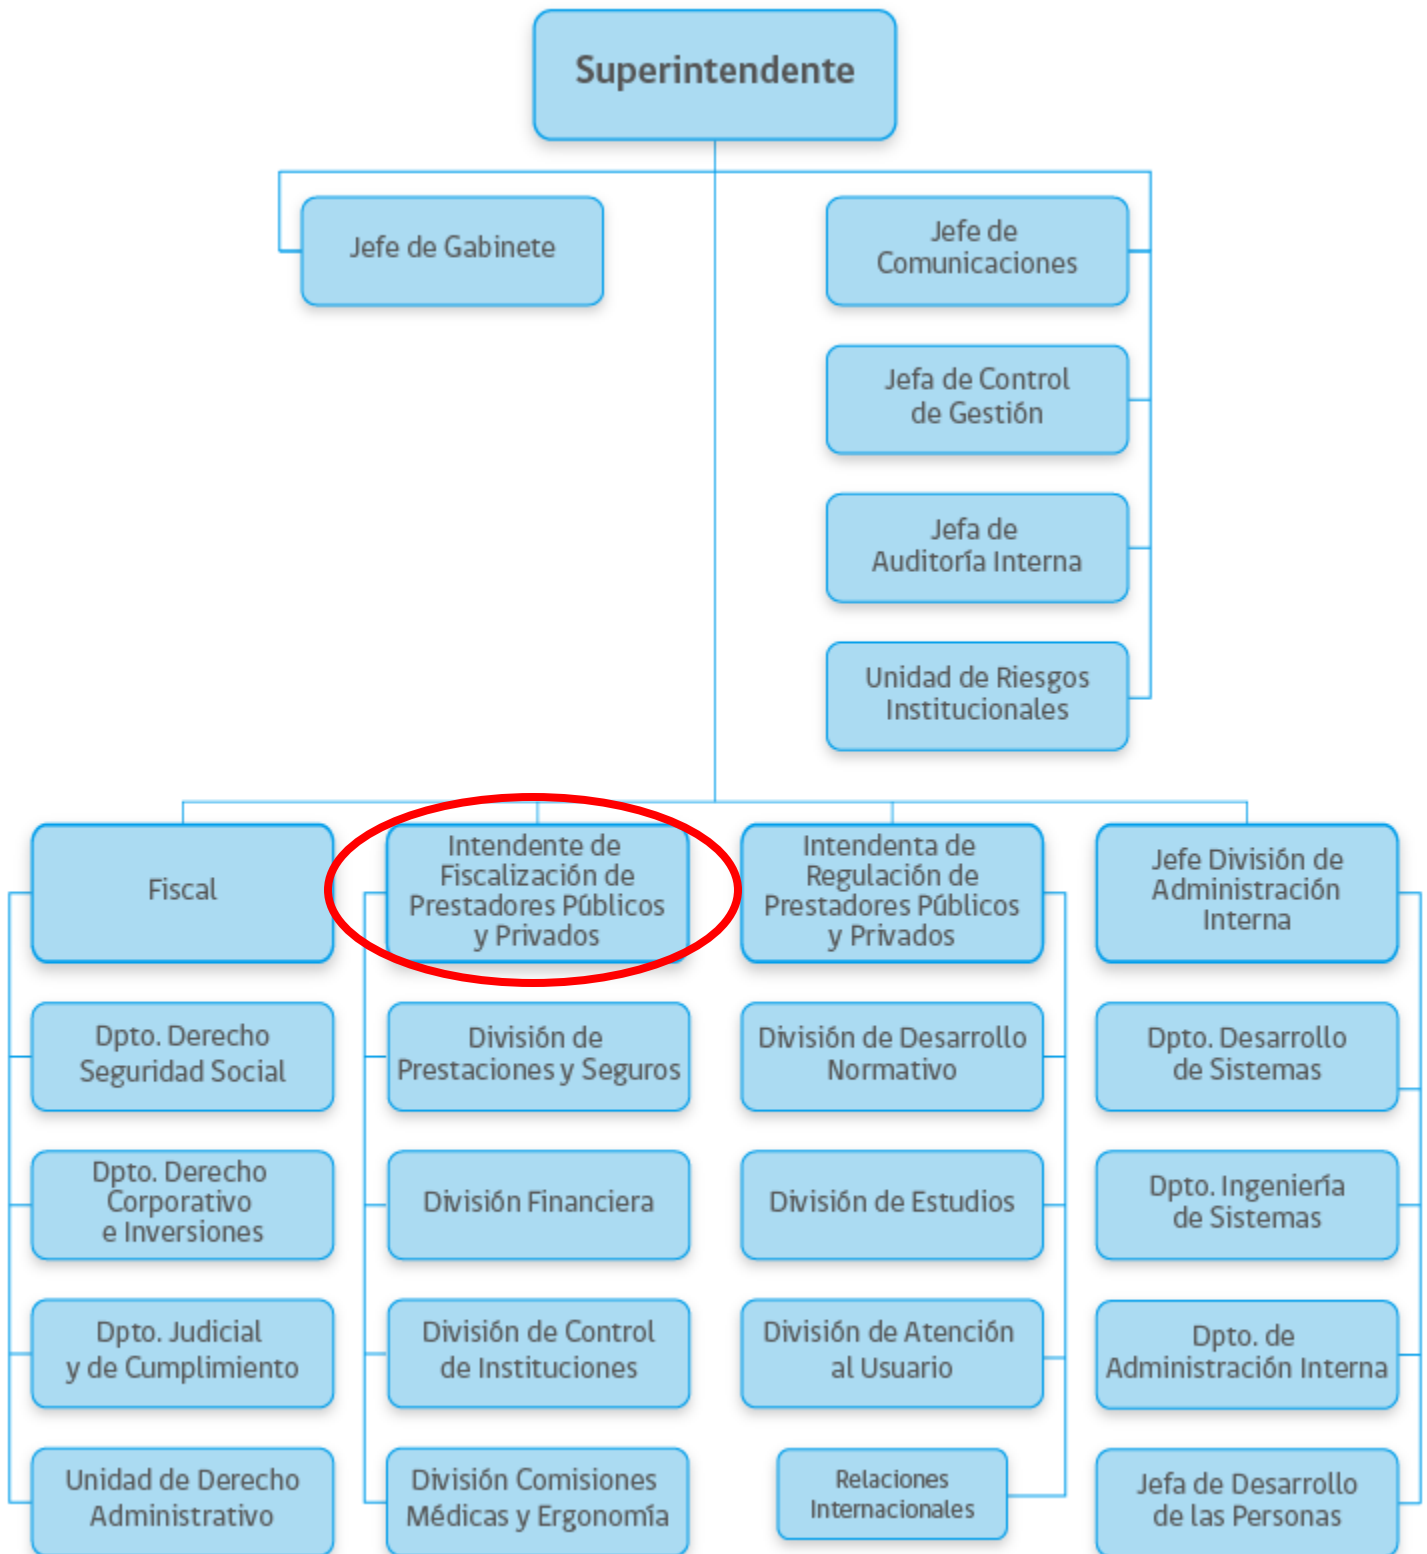 Superintendente
Jefe de Gabinete
Jefe de
Comunicaciones
Jefa de Control
de Gestión
Jefa de
Auditoría Interna
Unidad de Riesgos
Institucionales
Fiscal
Intendente de
Fiscalización de
Prestadores Públicos
y Privados
Intendenta de
Regulación de
Prestadores Públicos
y Privados
Jefe División de
Administración
Interna
Dpto. Derecho
Seguridad Social
División de
Prestaciones y Seguros
División de Desarrollo
Normativo
Dpto. Desarrollo
de Sistemas
Dpto. Derecho
Corporativo
e Inversiones
División Financiera
División de Estudios
Dpto. Ingeniería
de Sistemas
Dpto. Judicial
y de Cumplimiento
División de Control
de Instituciones
División de Atención
al Usuario
Dpto. de
Administración Interna
Unidad de Derecho
Administrativo
División Comisiones
Médicas y Ergonomía
Relaciones
Internacionales
Jefa de Desarrollo
de las Personas